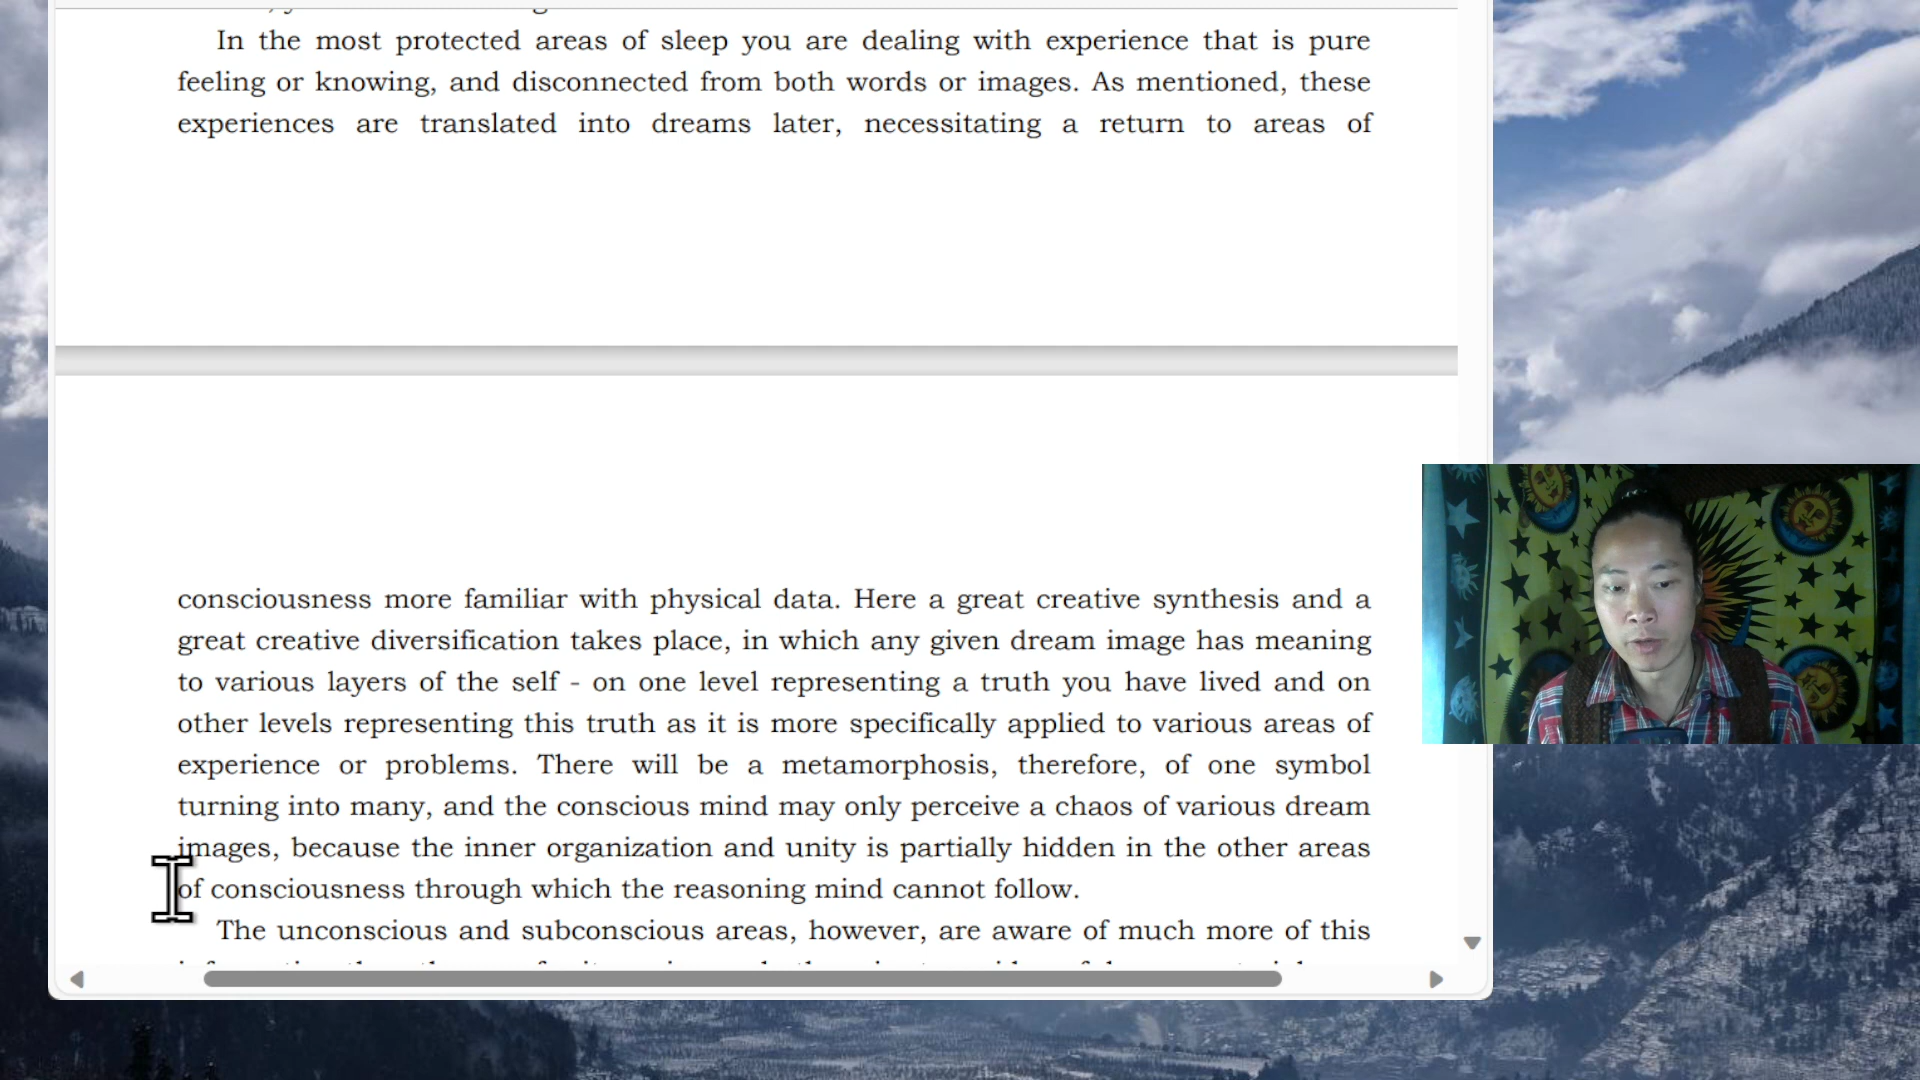 In the most protected areas of sleep you are dealing with experience that is pure
feeling or knowing, and disconnected from both words or images. As mentioned, these
experiences are translated into dreams later, necessitating a return to areas of
consciousness more familiar with physical data. Here a great creative synthesis and a
great creative diversification takes place, in which any given dream image has meaning
to various layers of the self - on one level representing a truth you have lived and on
other levels representing this truth as it is more specifically applied to various areas of
experience or problems. There will be a metamorphosis, therefore, of one symbol
turning into many, and the conscious mind may only perceive a chaos of various dream
images, because the inner organization and unity is partially hidden in the other areas
of consciousness through which the reasoning mind cannot follow.
The unconscious and subconscious areas, however, are aware of much more of this